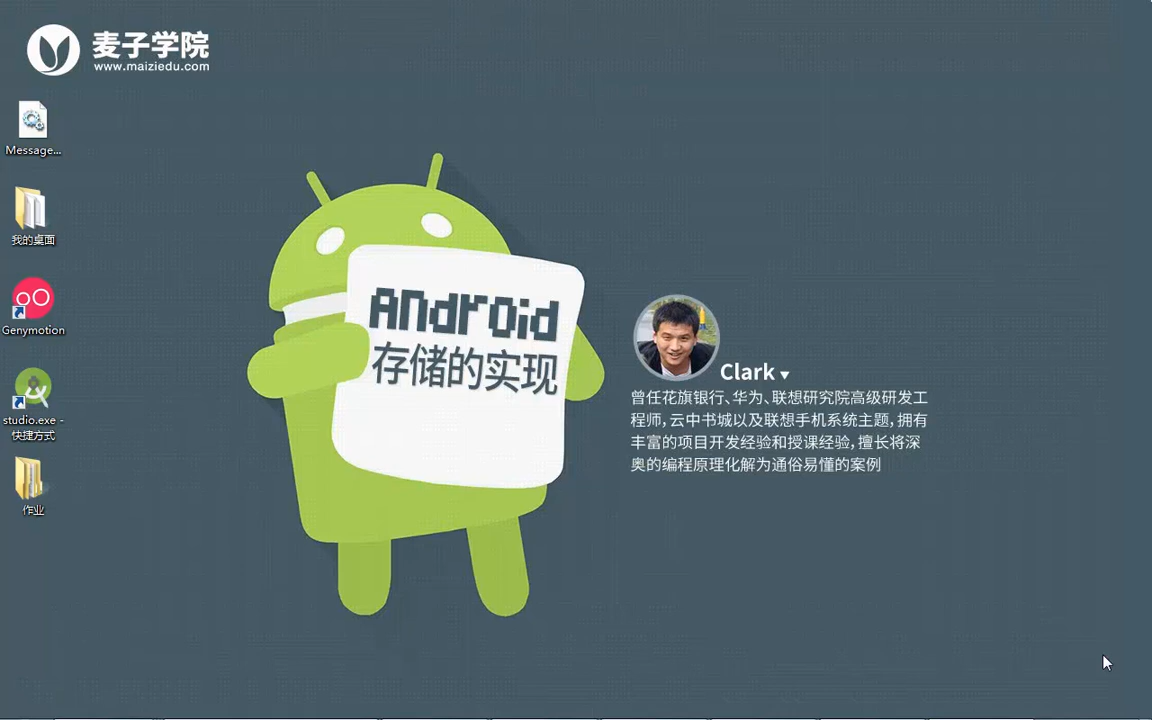 麦子学院
www.maiziedu.com
Message...
我的桌面
Genymotion
studio.exe -
快捷方式
作业
Android
存储的实现
Clark
曾任花旗银行、华为、联想研究院高级研发工
程师，云中书城以及联想手机系统主题，拥有
丰富的项目开发经验和授课经验，擅长将深
奥的编程原理化解为通俗易懂的案例